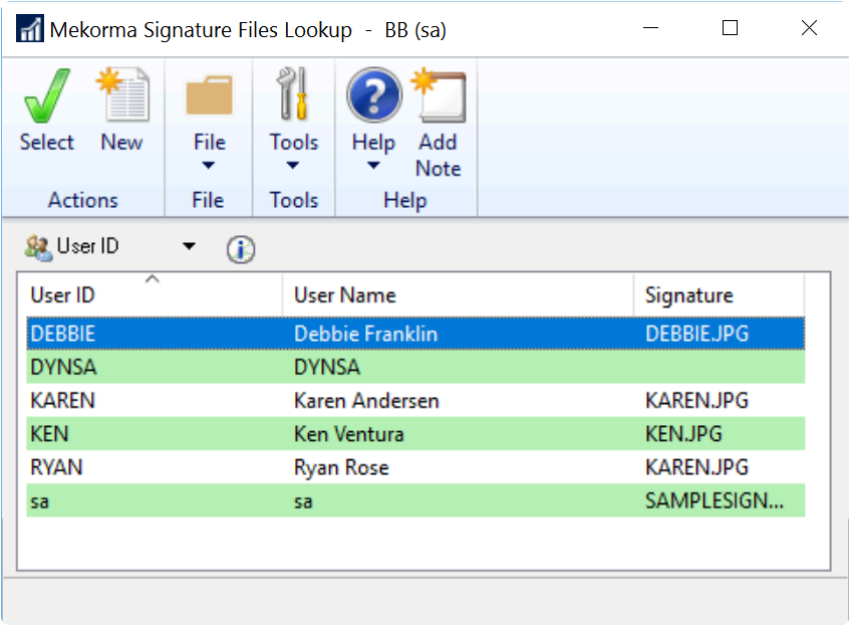 Mekorma Signature Files Lookup - BB (sa)
Select New File Tools Help Add Note
Actions File Tools Help
User ID
User ID User Name Signature
DEBBIE Debbie Franklin DEBBIE.JPG
DYNSA DYNSA
KAREN Karen Andersen KAREN.JPG
KEN Ken Ventura KEN.JPG
RYAN Ryan Rose KAREN.JPG
sa sa SAMPLESIGN...